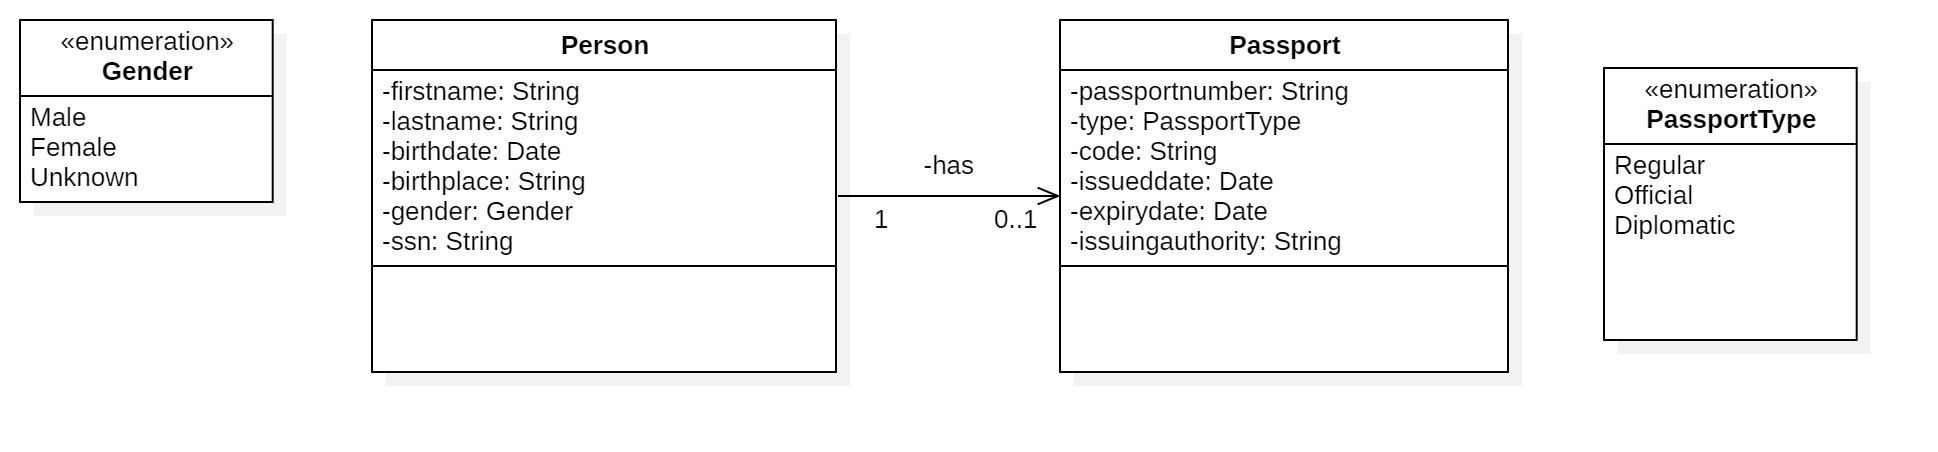 «enumeration»
Gender
Male
Female
Unknown
Person
-firstname: String
-lastname: String
-birthdate: Date
-birthplace: String
-gender: Gender
-ssn: String
-has
1
0..1
Passport
-passportnumber: String
-type: PassportType
-code: String
-issueddate: Date
-expirydate: Date
-issuingauthority: String
«enumeration»
PassportType
Regular
Official
Diplomatic